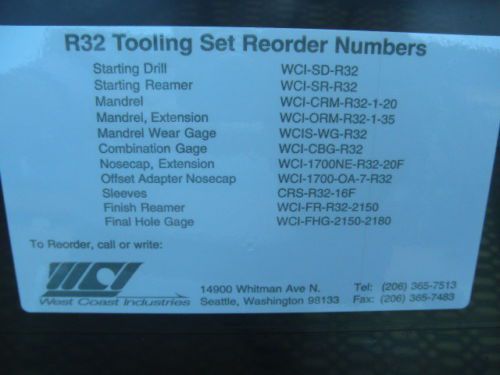 R32 Tooling Set Reorder Numbers
Starting Drill WCI-SD-R32
Starting Reamer WCI-SR-R32
Mandrel WCI-CRM-R32-1-20
Mandrel, Extension WCI-ORM-R32-1-35
Mandrel Wear Gage WCIS-WG-R32
Combination Gage WCI-CBG-R32
Nosecap, Extension WCI-1700NE-R32-20F
Offset Adapter Nosecap WCI-1700-OA-7-R32
Sleeves CRS-R32-16F
Finish Reamer WCI-FR-R32-2150
Final Hole Gage WCI-FHG-2150-2180
To Reorder, call or write:
WCI
West Coast Industries
14900 Whitman Ave N. Tel: (206) 365-7513
Seattle, Washington 98133 Fax: (206) 365-7483